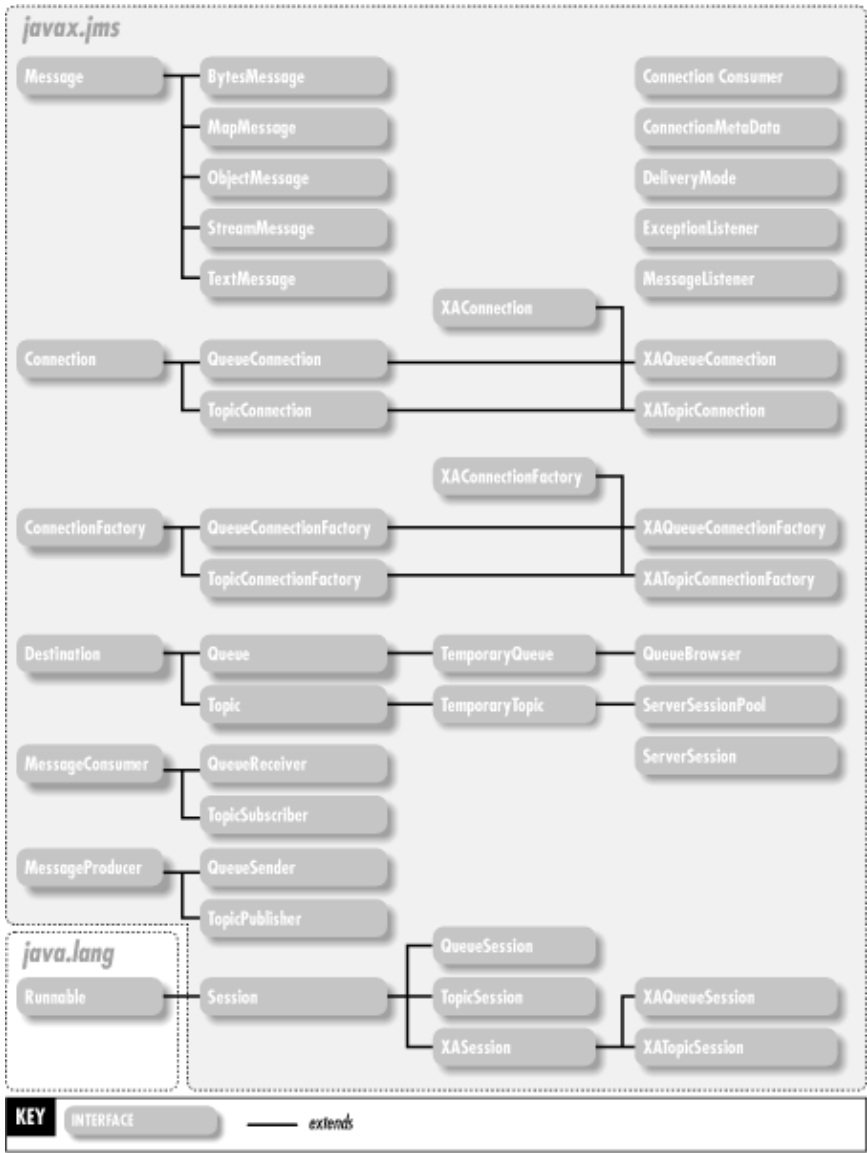 javax.jms
Message
BytesMessage
Connection Consumer
MapMessage
ConnectionMetaData
ObjectMessage
DeliveryMode
StreamMessage
ExceptionListener
TextMessage
MessageListener
XAConnection
Connection
QueueConnection
XAQueueConnection
TopicConnection
XATopicConnection
XAConnectionFactory
ConnectionFactory
QueueConnectionFactory
XAQueueConnectionFactory
TopicConnectionFactory
XATopicConnectionFactory
Destination
Queue
TemporaryQueue
QueueBrowser
Topic
TemporaryTopic
ServerSessionPool
ServerSession
MessageConsumer
QueueReceiver
TopicSubscriber
MessageProducer
QueueSender
TopicPublisher
java.lang
QueueSession
Runnable
Session
TopicSession
XAQueueSession
XASession
XATopicSession
KEY
INTERFACE
extends